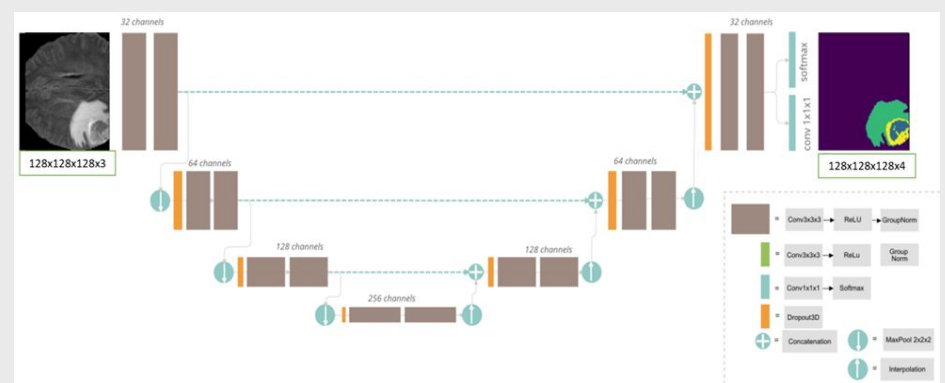 32 channels
32 channels
softmax
conv 1x1x1
128x128x128x3
128x128x128x4
64 channels
64 channels
128 channels
128 channels
256 channels
= Conv3x3x3 ReLU GroupNorm
= Conv3x3x3 ReLu Group Norm
= Conv1x1x1 Softmax
= Dropout3D
= Concatenation
= MaxPool 2x2x2
= Interpolation